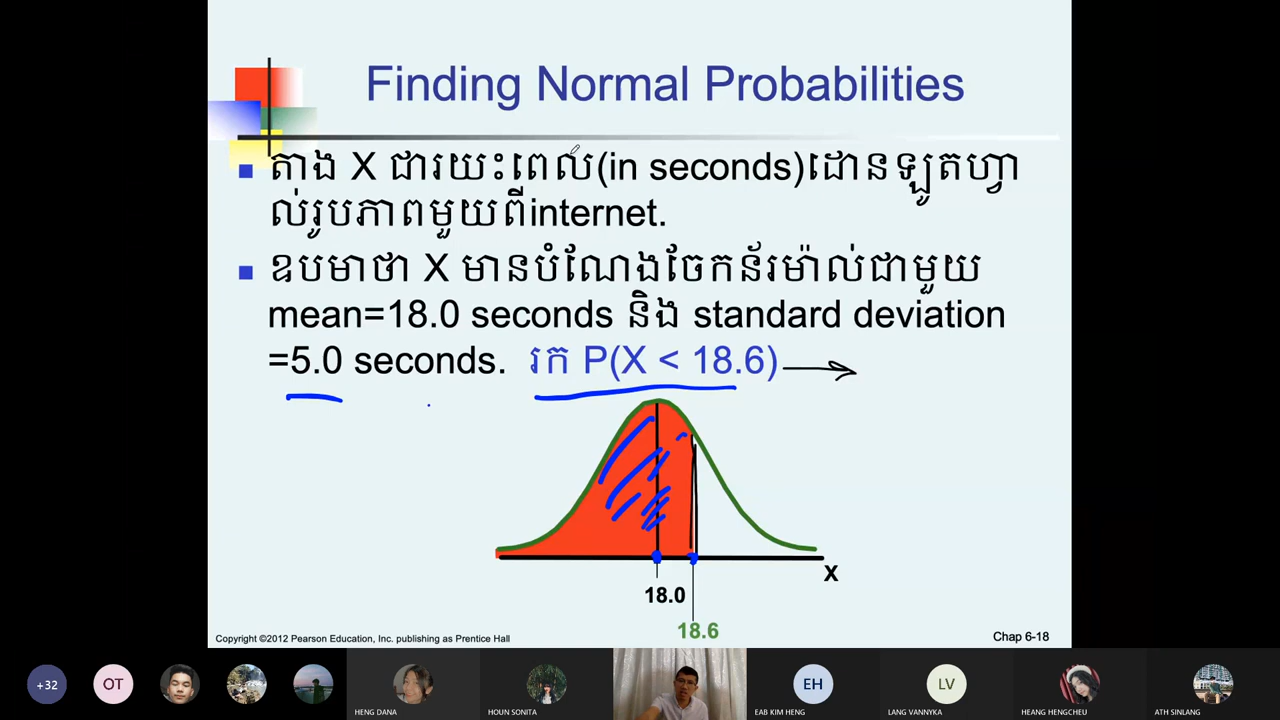 Finding Normal Probabilities
តាង X ជារយៈពេល(in seconds)ដោនឡូតហ្វា
ល់រូបភាពមួយពីinternet.
ឧបមាថា X មានបំណែងចែកន័រម៉ាល់ជាមួយ
mean=18.0 seconds និង standard deviation
=5.0 seconds. រក P(X < 18.6)
X
18.0
18.6
Copyright ©2012 Pearson Education, Inc. publishing as Prentice Hall
Chap 6-18
+32
OT
EH
LV
HENG DANA
HOUN SONITA
EAB KIM HENG
LANG VANNYKA
HEANG HENGCHEU
ATH SINLANG